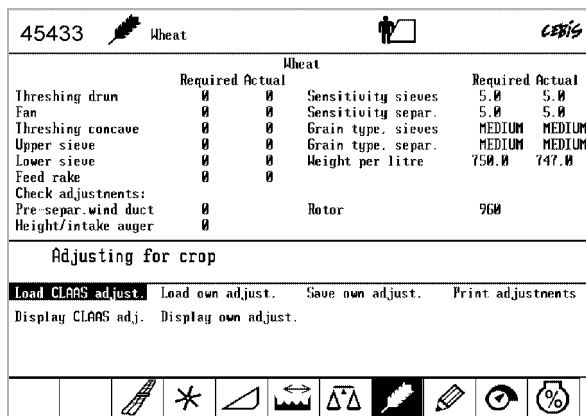 45433 Wheat CEBIS
Wheat
Required Actual Required Actual
Threshing drum 0 0 Sensitivity sieves 5.0 5.0
Fan 0 0 Sensitivity separ. 5.0 5.0
Threshing concave 0 0 Grain type, sieves MEDIUM MEDIUM
Upper sieve 0 0 Grain type, separ. MEDIUM MEDIUM
Lower sieve 0 0 Weight per litre 750.0 747.0
Feed rake 0 0
Check adjustments:
Pre-separ.wind duct 0 Rotor 960
Height/intake auger 0
Adjusting for crop
Load CLAAS adjust. Load own adjust. Save own adjust. Print adjustments
Display CLAAS adj. Display own adjust.
%